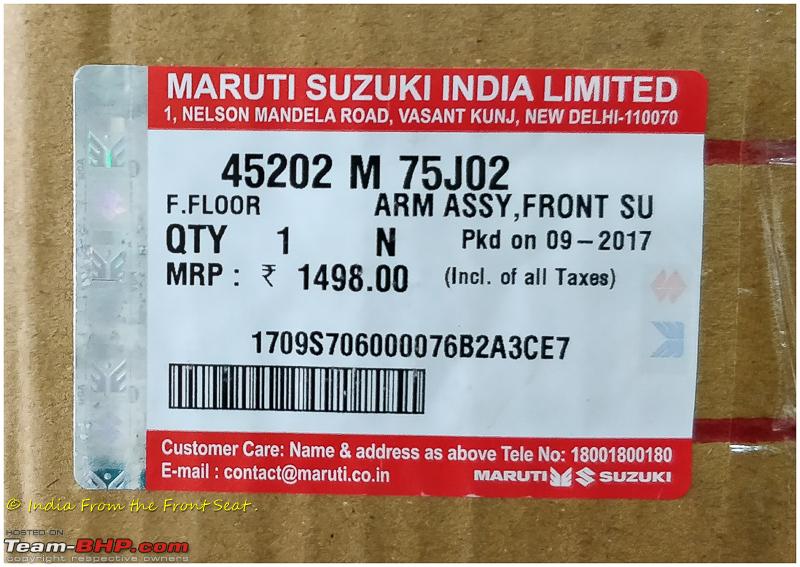 MARUTI SUZUKI INDIA LIMITED
1, NELSON MANDELA ROAD, VASANT KUNJ, NEW DELHI-110070
45202 M 75J02
F.FLOOR ARM ASSY,FRONT SU
QTY 1 N Pkd on 09-2017
MRP : ₹ 1498.00 (Incl. of all Taxes)
1709S706000076B2A3CE7
Customer Care: Name & address as above Tele No: 18001800180
E-mail : contact@maruti.co.in MARUTI SUZUKI
© India From the Front Seat.
HOSTED ON
Team-BHP.com
copyright respective owners